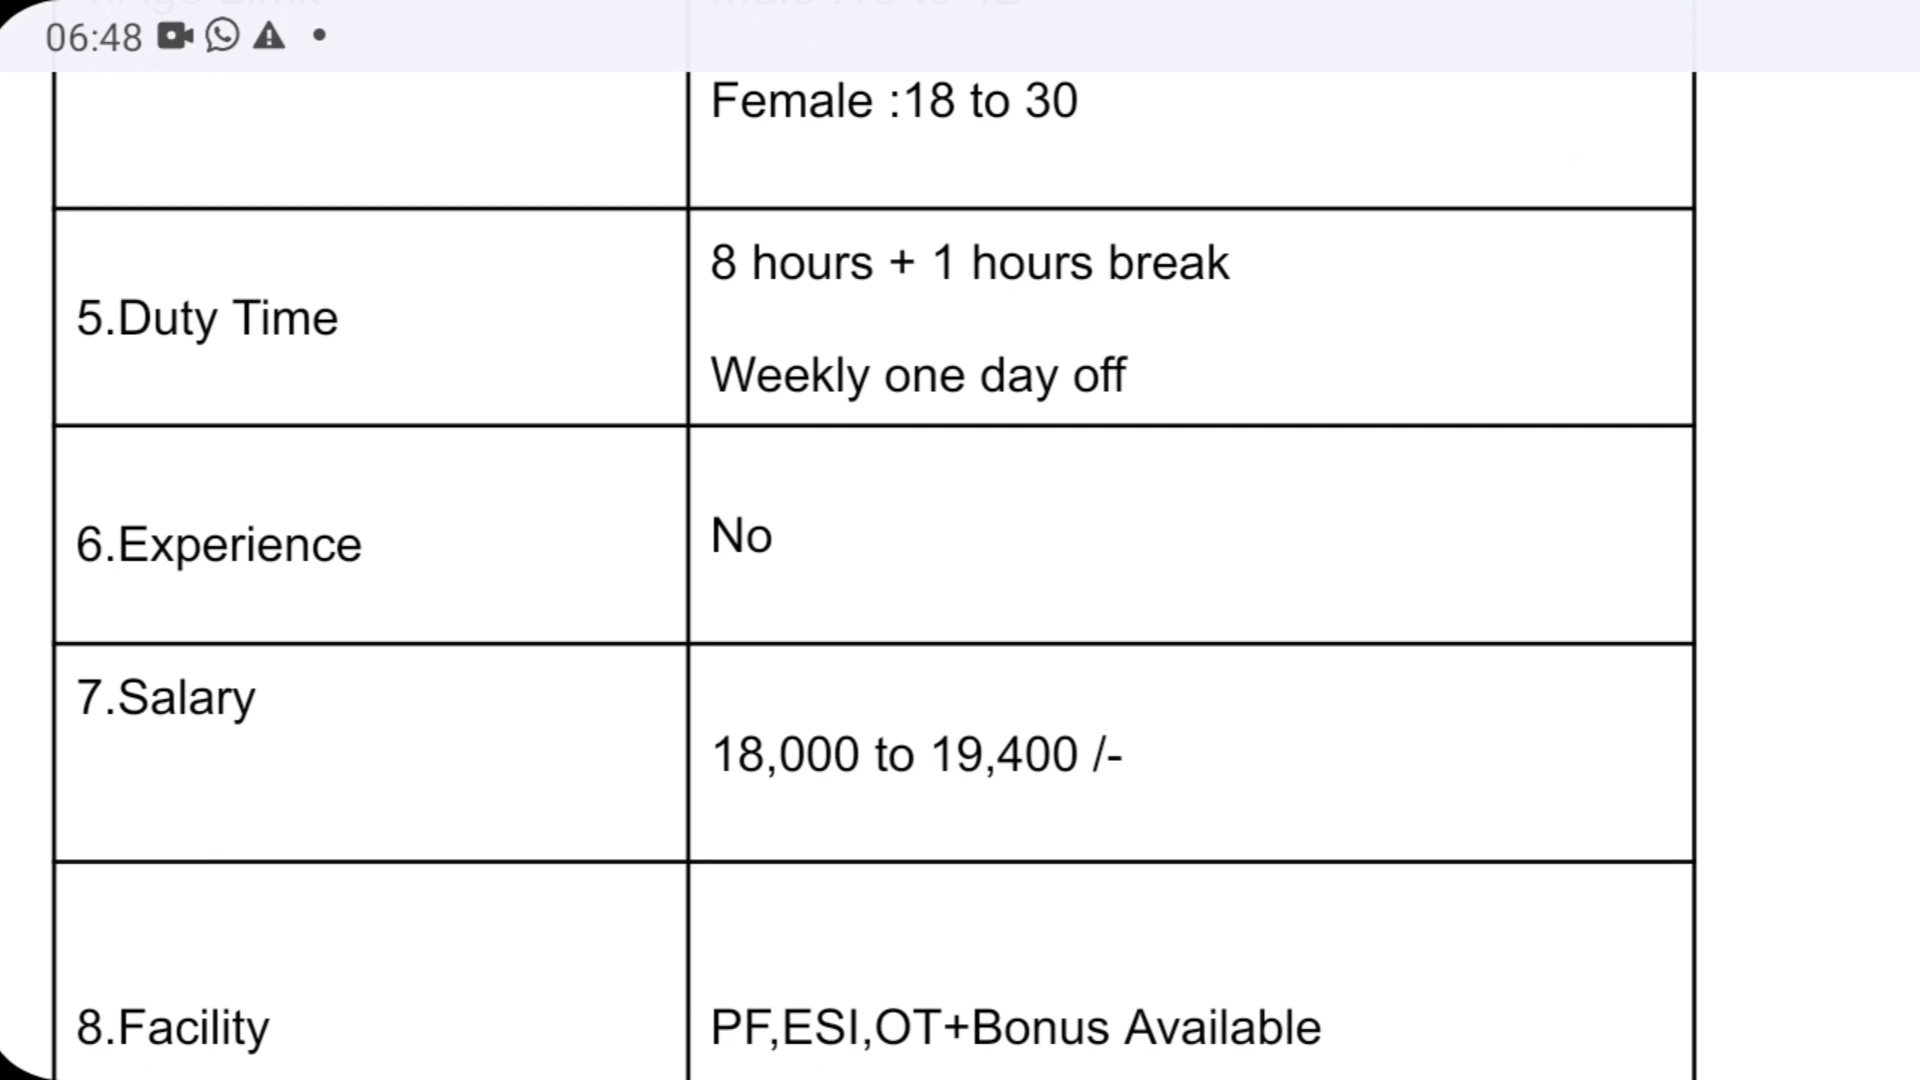 06:48
Female :18 to 30
5.Duty Time
8 hours + 1 hours break
Weekly one day off
6.Experience
No
7.Salary
18,000 to 19,400 /-
8.Facility
PF,ESI,OT+Bonus Available